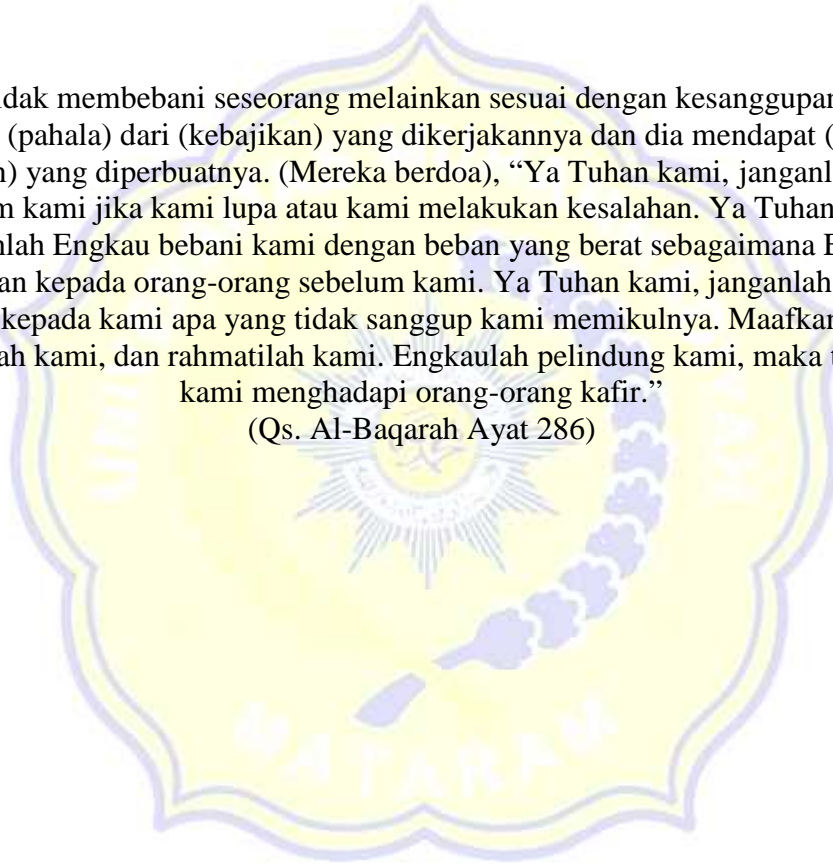 idak membebani seseorang melainkan sesuai dengan kesanggupan
(pahala) dari (kebajikan) yang dikerjakannya dan dia mendapat (
n) yang diperbuatnya. (Mereka berdoa), “Ya Tuhan kami, janganl
m kami jika kami lupa atau kami melakukan kesalahan. Ya Tuhan
nlah Engkau bebani kami dengan beban yang berat sebagaimana E
an kepada orang-orang sebelum kami. Ya Tuhan kami, janganlah
kepada kami apa yang tidak sanggup kami memikulnya. Maafkan
ah kami, dan rahmatilah kami. Engkaulah pelindung kami, maka t
kami menghadapi orang-orang kafir.”
(Qs. Al-Baqarah Ayat 286)
MATARAM